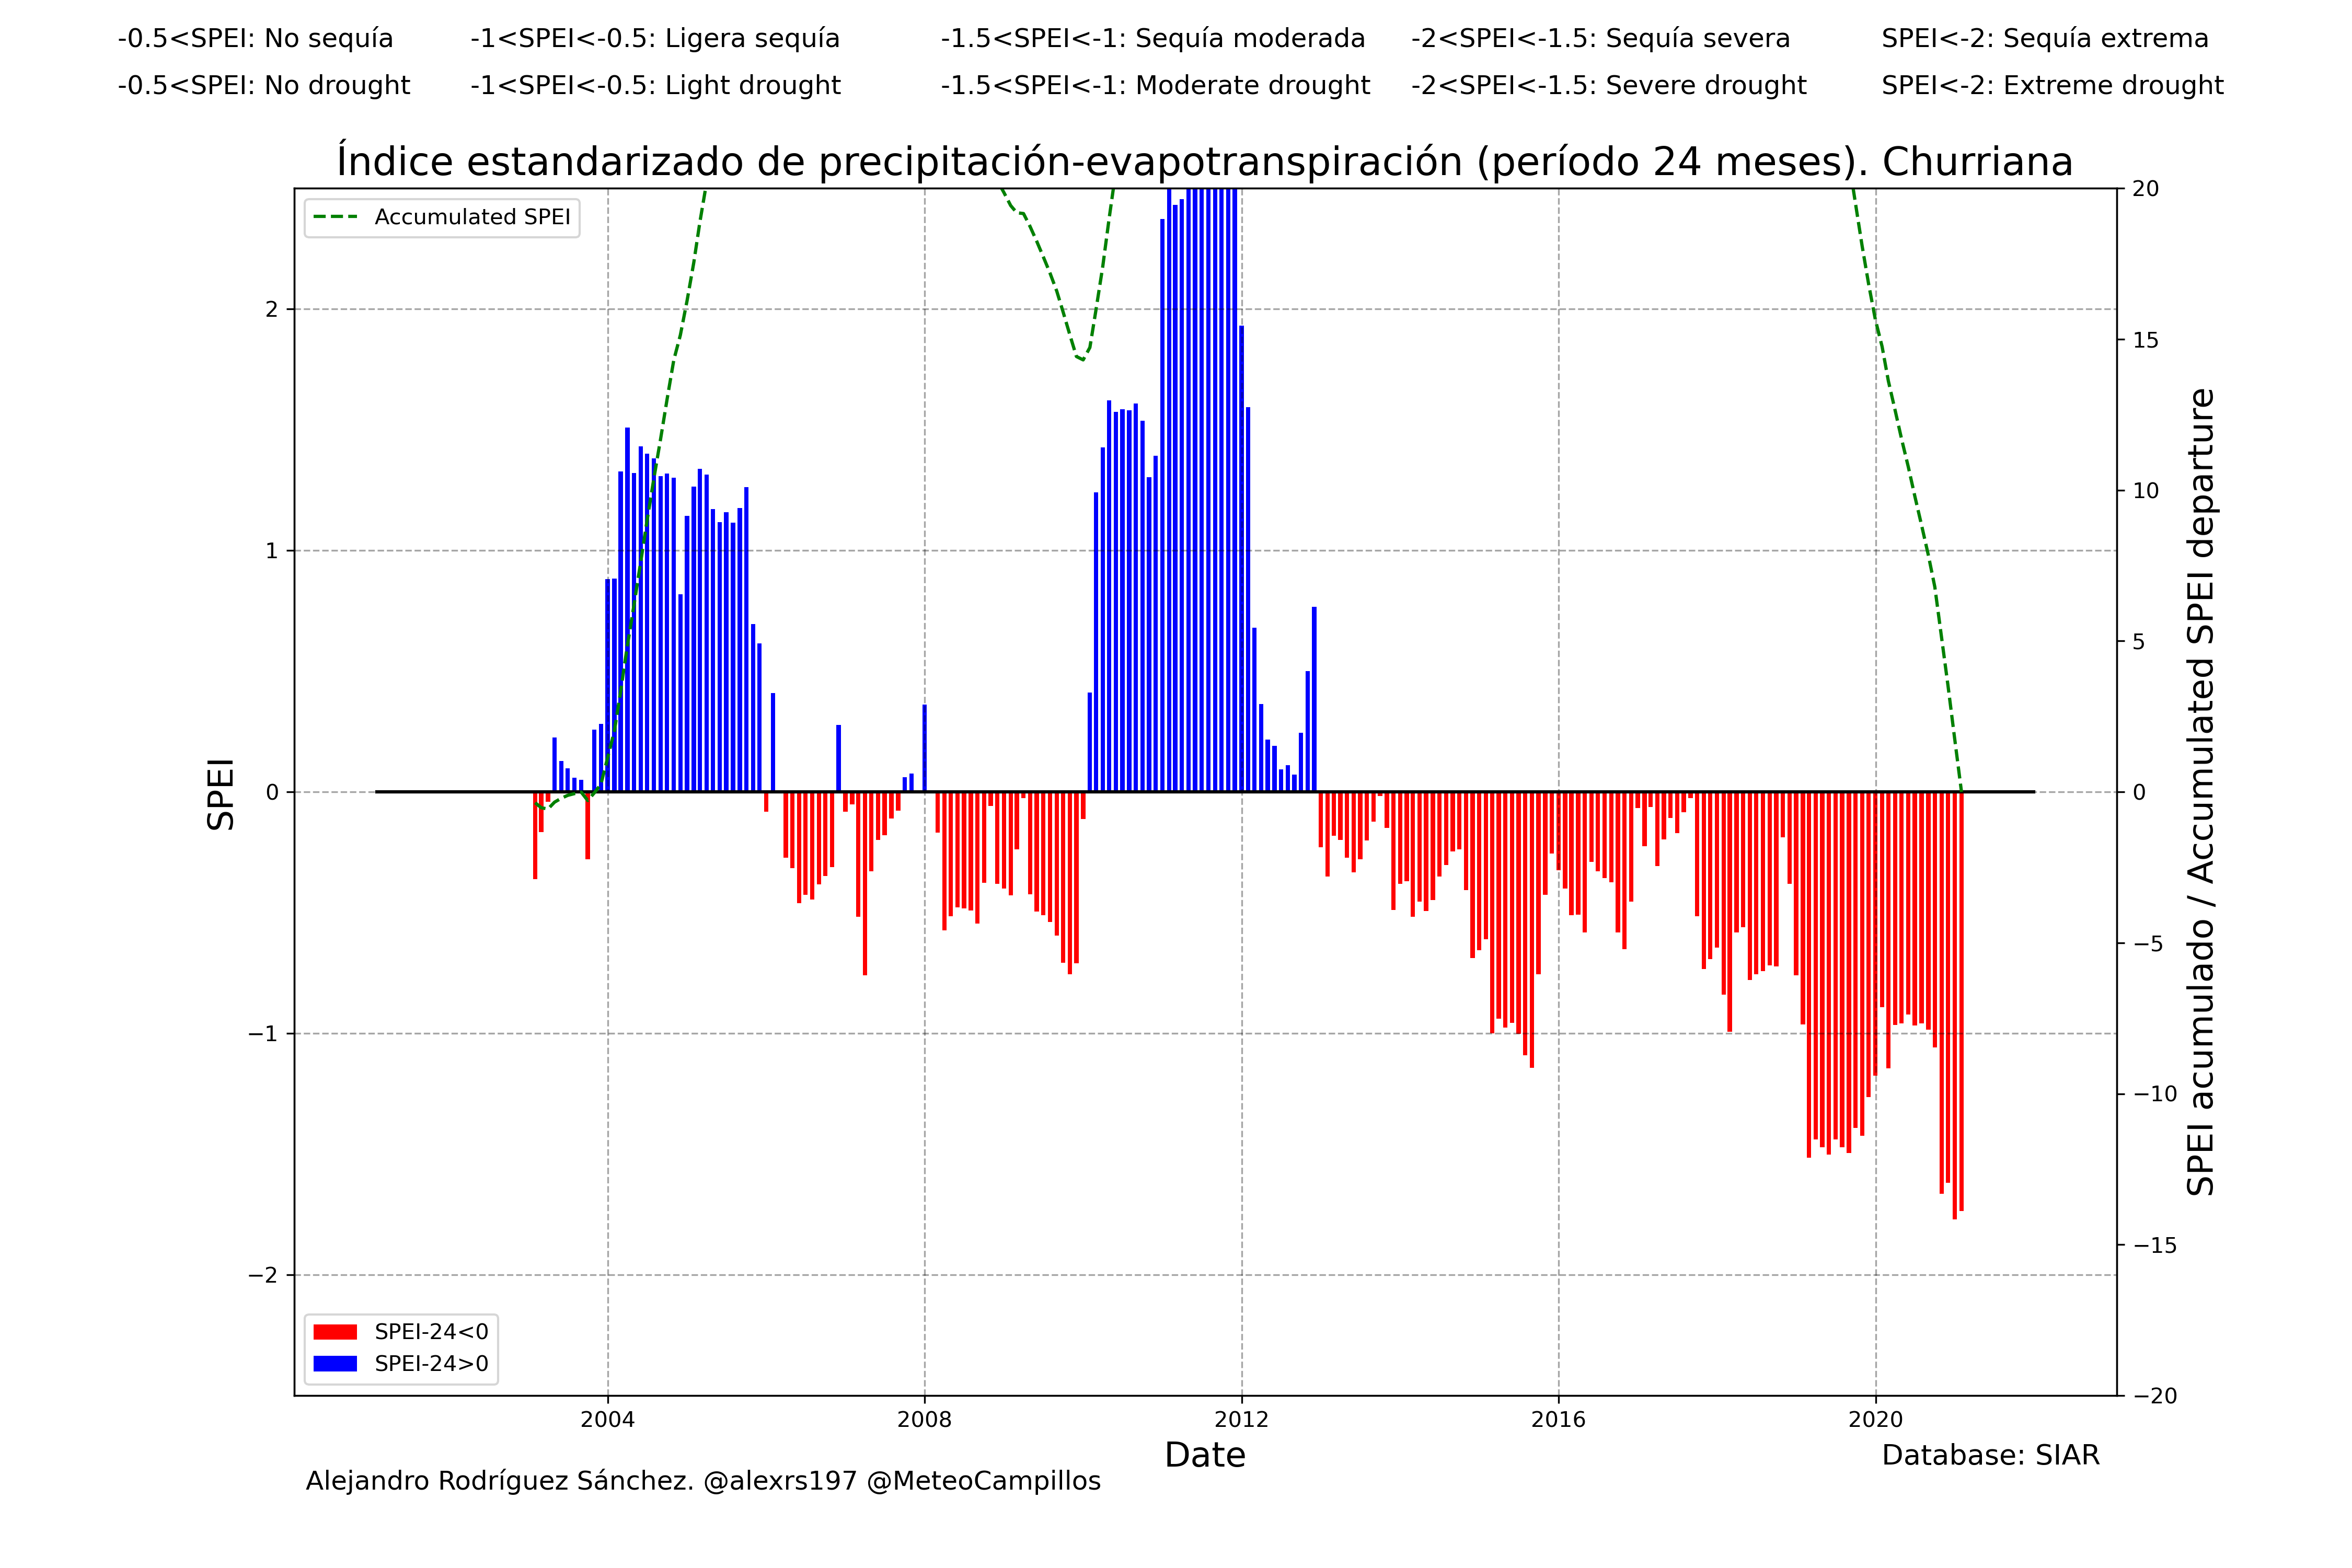 -0.5<SPEI: No sequía -1<SPEI<-0.5: Ligera sequía -1.5<SPEI<-1: Sequía moderada -2<SPEI<-1.5: Sequía severa SPEI<-2: Sequía extrema
-0.5<SPEI: No drought -1<SPEI<-0.5: Light drought -1.5<SPEI<-1: Moderate drought -2<SPEI<-1.5: Severe drought SPEI<-2: Extreme drought
Índice estandarizado de precipitación-evapotranspiración (período 24 meses). Churriana
Accumulated SPEI
SPEI
2
1
0
−1
−2
20
15
10
5
0
−5
−10
−15
−20
SPEI acumulado / Accumulated SPEI departure
SPEI-24<0
SPEI-24>0
2004 2008 2012 2016 2020
Date
Database: SIAR
Alejandro Rodríguez Sánchez. @alexrs197 @MeteoCampillos